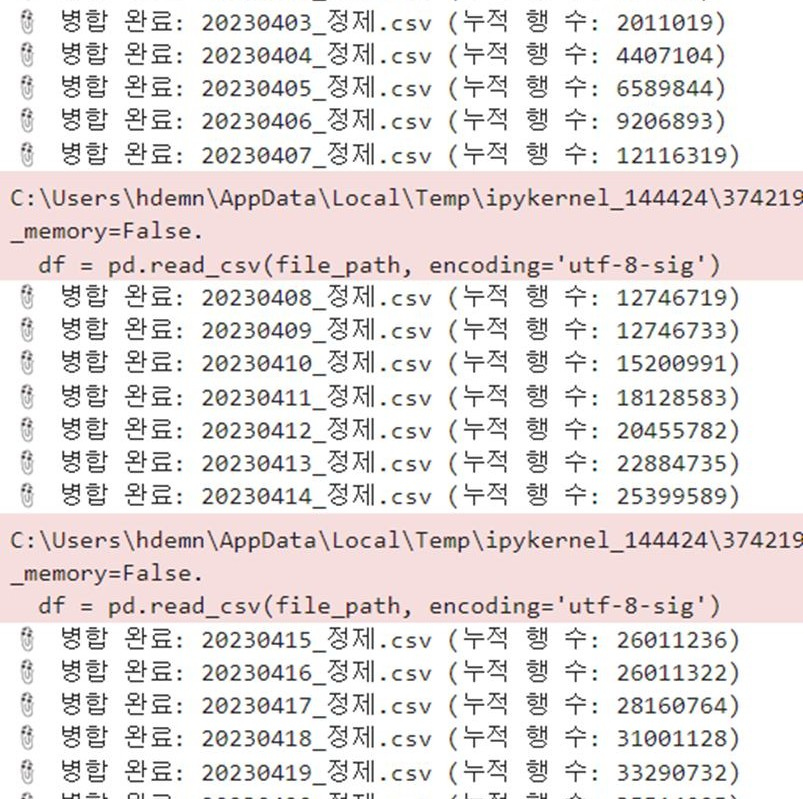 병합 완료: 20230403_정제.csv (누적 행 수: 2011019)
병합 완료: 20230404_정제.csv (누적 행 수: 4407104)
병합 완료: 20230405_정제.csv (누적 행 수: 6589844)
병합 완료: 20230406_정제.csv (누적 행 수: 9206893)
병합 완료: 20230407_정제.csv (누적 행 수: 12116319)
C:\Users\hdemn\AppData\Local\Temp\ipykernel_144424\374219
_memory=False.
df = pd.read_csv(file_path, encoding='utf-8-sig')
병합 완료: 20230408_정제.csv (누적 행 수: 12746719)
병합 완료: 20230409_정제.csv (누적 행 수: 12746733)
병합 완료: 20230410_정제.csv (누적 행 수: 15200991)
병합 완료: 20230411_정제.csv (누적 행 수: 18128583)
병합 완료: 20230412_정제.csv (누적 행 수: 20455782)
병합 완료: 20230413_정제.csv (누적 행 수: 22884735)
병합 완료: 20230414_정제.csv (누적 행 수: 25399589)
C:\Users\hdemn\AppData\Local\Temp\ipykernel_144424\374219
_memory=False.
df = pd.read_csv(file_path, encoding='utf-8-sig')
병합 완료: 20230415_정제.csv (누적 행 수: 26011236)
병합 완료: 20230416_정제.csv (누적 행 수: 26011322)
병합 완료: 20230417_정제.csv (누적 행 수: 28160764)
병합 완료: 20230418_정제.csv (누적 행 수: 31001128)
병합 완료: 20230419_정제.csv (누적 행 수: 33290732)